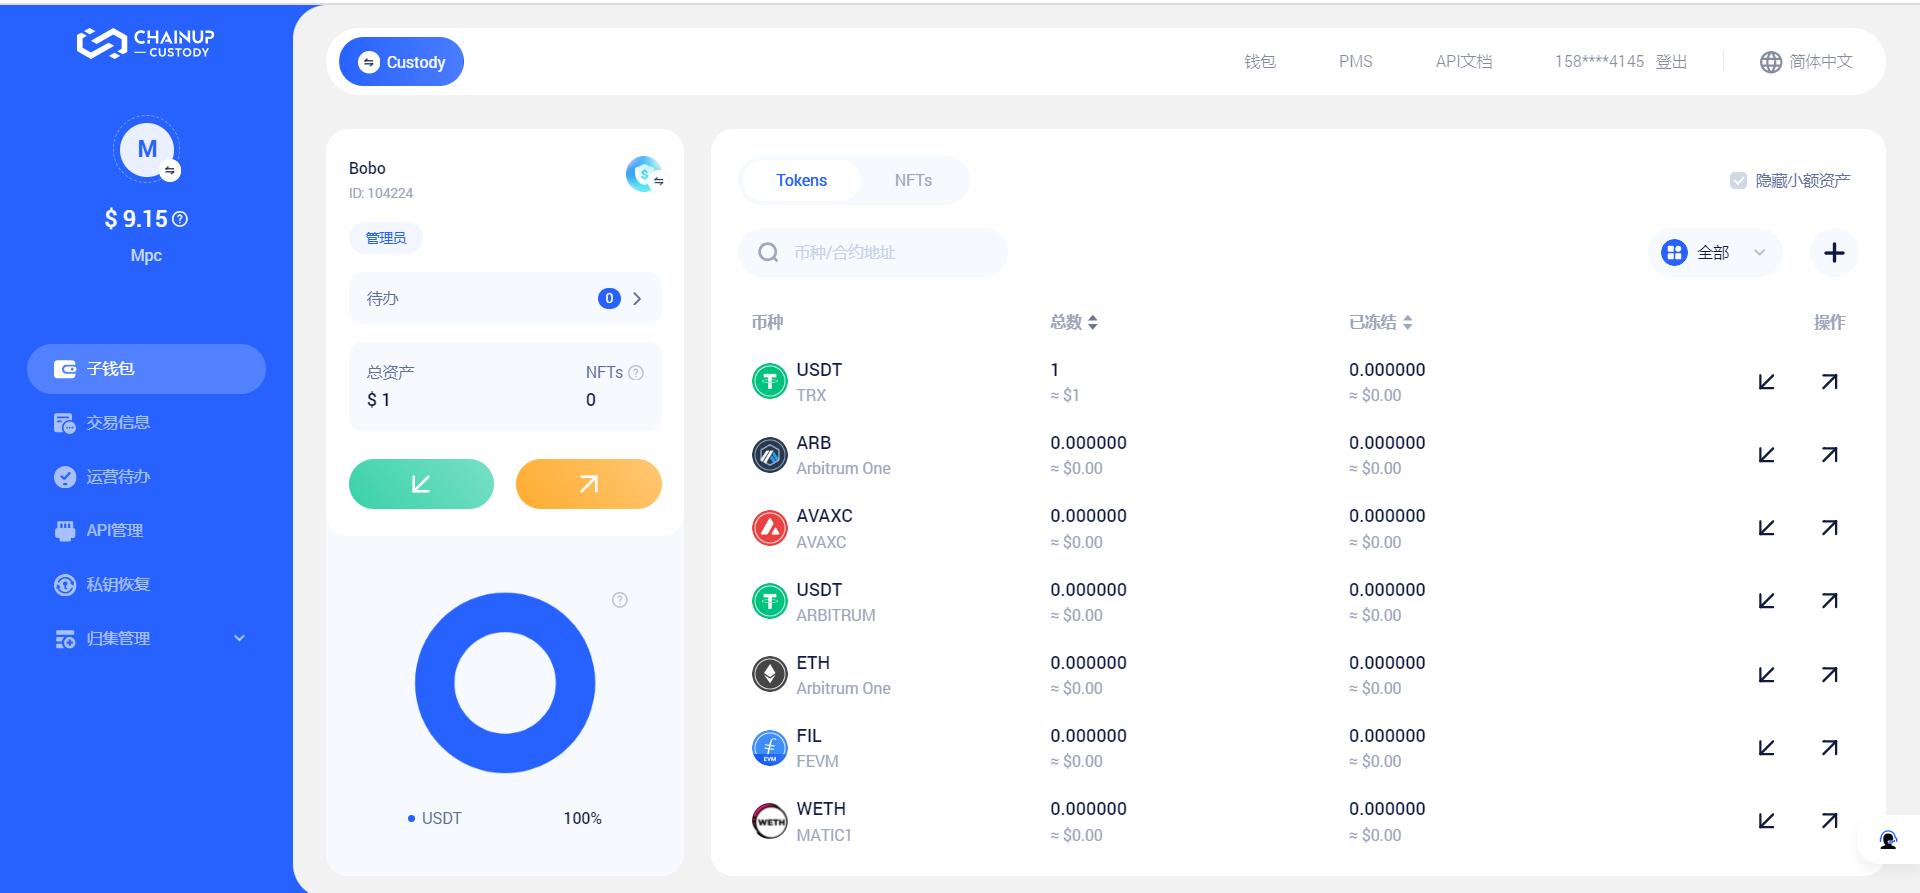 CHAINUP
CUSTODY
M
$ 9.15
Mpc
子钱包
交易信息
运营待办
API管理
私钥恢复
归集管理
Custody
钱包
PMS
API文档
158****4145 登出
简体中文
Bobo
ID: 104224
管理员
待办
0
总资产
NFTs
$ 1
0
USDT
100%
Tokens
NFTs
隐藏小额资产
币种/合约地址
全部
币种
总数
已冻结
操作
USDT
1
0.000000
TRX
≈ $1
≈ $0.00
ARB
0.000000
0.000000
Arbitrum One
≈ $0.00
≈ $0.00
AVAXC
0.000000
0.000000
AVAXC
≈ $0.00
≈ $0.00
USDT
0.000000
0.000000
ARBITRUM
≈ $0.00
≈ $0.00
ETH
0.000000
0.000000
Arbitrum One
≈ $0.00
≈ $0.00
FIL
0.000000
0.000000
EVM
FEVM
≈ $0.00
≈ $0.00
WETH
0.000000
0.000000
WETH
MATIC1
≈ $0.00
≈ $0.00